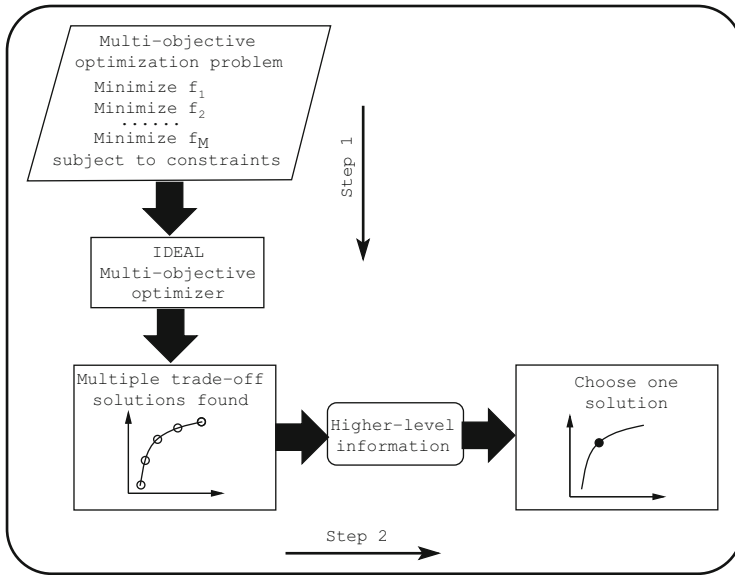 Multi-objective
optimization problem
Minimize f1
Minimize f2
......
Minimize fM
subject to constraints
Step 1
IDEAL
Multi-objective
optimizer
Multiple trade-off
solutions found
Higher-level
information
Choose one
solution
Step 2